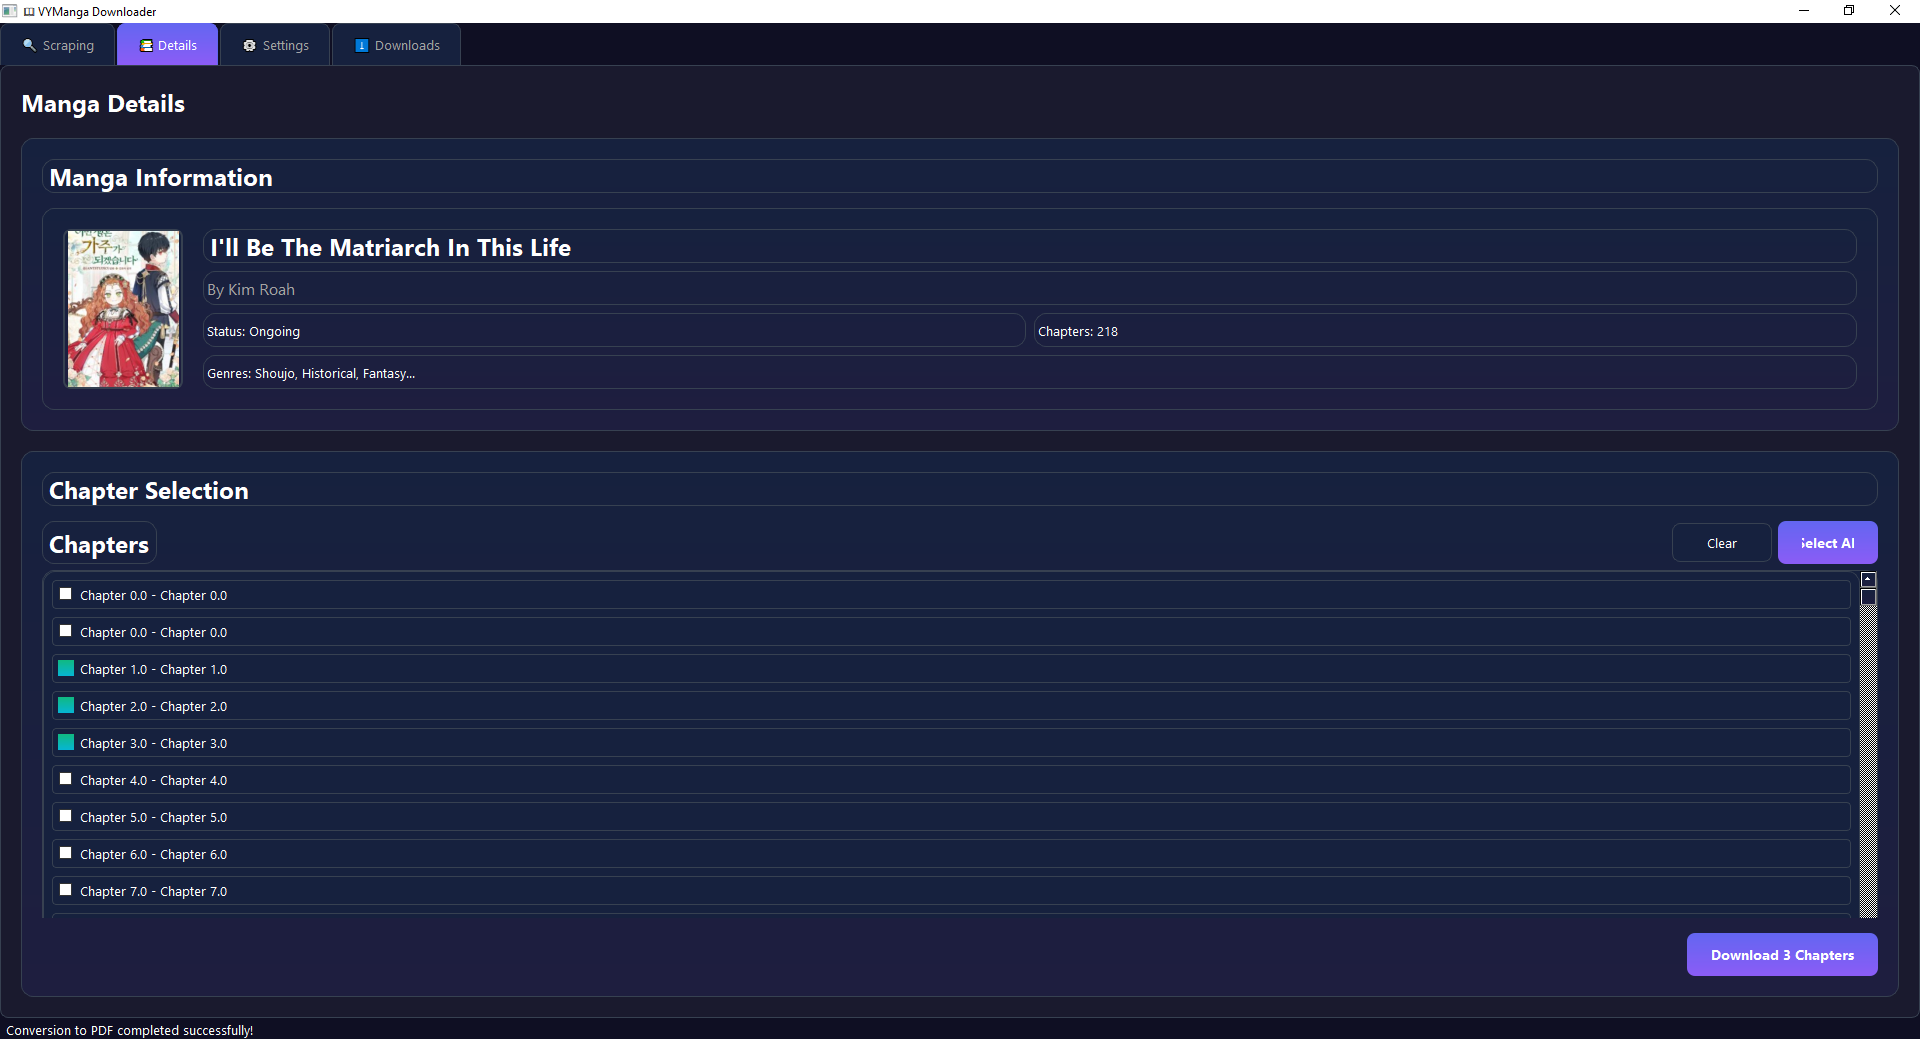 VYManga Downloader
Scraping
Details
Settings
Downloads
Manga Details
Manga Information
가주가
되겠습니다
I'll Be The Matriarch In This Life
By Kim Roah
Status: Ongoing
Chapters: 218
Genres: Shoujo, Historical, Fantasy...
Chapter Selection
Chapters
Clear
Select Al
Chapter 0.0 - Chapter 0.0
Chapter 0.0 - Chapter 0.0
Chapter 1.0 - Chapter 1.0
Chapter 2.0 - Chapter 2.0
Chapter 3.0 - Chapter 3.0
Chapter 4.0 - Chapter 4.0
Chapter 5.0 - Chapter 5.0
Chapter 6.0 - Chapter 6.0
Chapter 7.0 - Chapter 7.0
Download 3 Chapters
Conversion to PDF completed successfully!